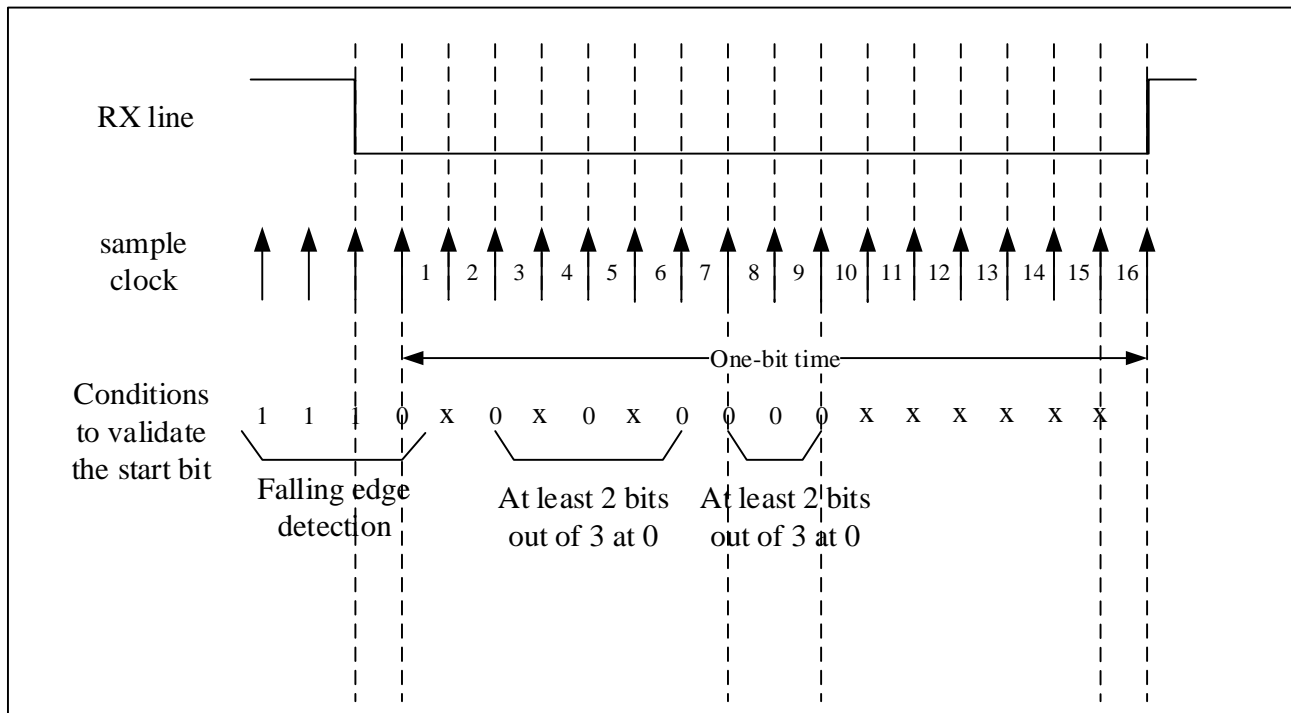 RX line
sample
clock
1 2 3 4 5 6 7 8 9 10 11 12 13 14 15 16
One-bit time
Conditions
to validate
the start bit
1 1 1 0 x 0 x 0 x 0 0 0 0 x x x x x x
Falling edge
detection
At least 2 bits
out of 3 at 0
At least 2 bits
out of 3 at 0